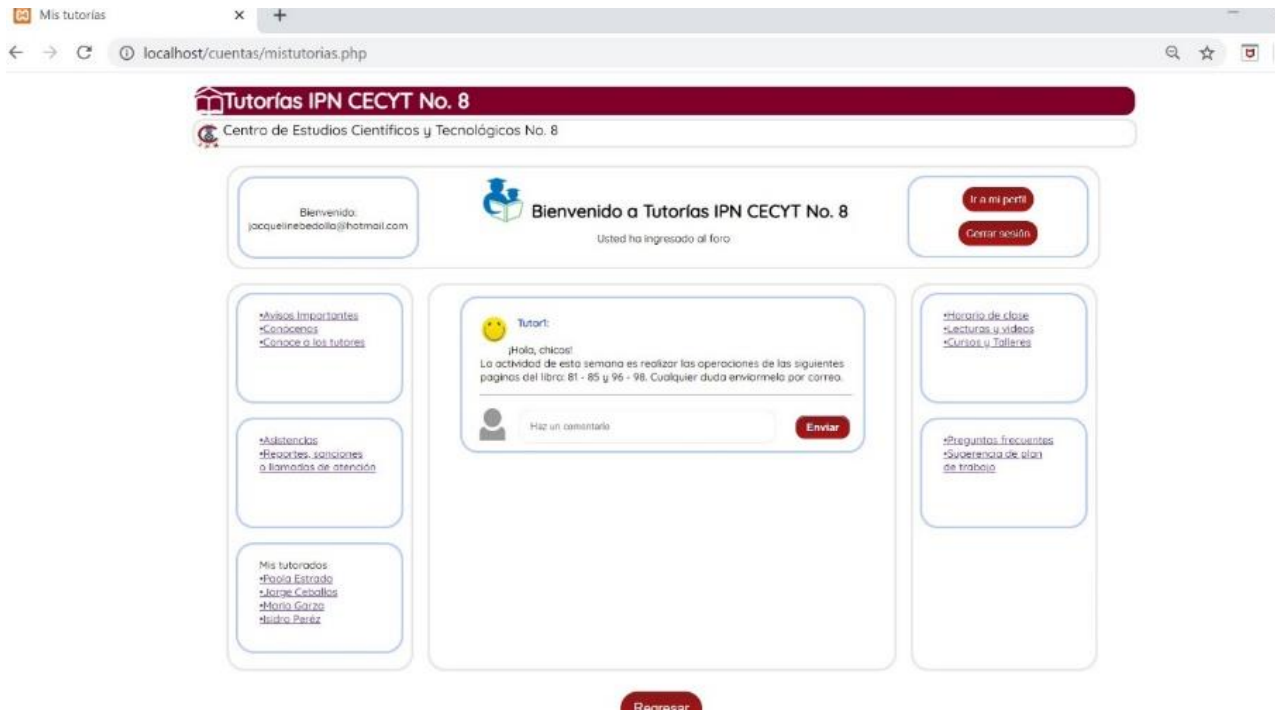 Mis tutorías
localhost/cuentas/mistutorias.php
Tutorías IPN CECYT No. 8
Centro de Estudios Científicos y Tecnológicos No. 8
Bienvenido:
jacquelinebedolla@hotmail.com
Bienvenido a Tutorías IPN CECYT No. 8
Usted ha ingresado al foro
Ir a mi perfil
Cerrar sesión
•Avisos Importantes
•Conócenos
•Conoce a los tutores
•Asistencias
•Reportes, sanciones
o llamadas de atención
Mis tutorados:
•Paola Estrada
•Jorge Ceballos
•María Garza
•Isidro Peréz
Tutor1:
¡Hola, chicos!
La actividad de esta semana es realizar las operaciones de las siguientes
paginas del libro: 81 - 85 y 96 - 98. Cualquier duda enviarmela por correo.
Haz un comentario
Enviar
•Horario de clase
•Lecturas y videos
•Cursos y Talleres
•Preguntas frecuentes
•Sugerencia de plan
de trabajo
Regresar